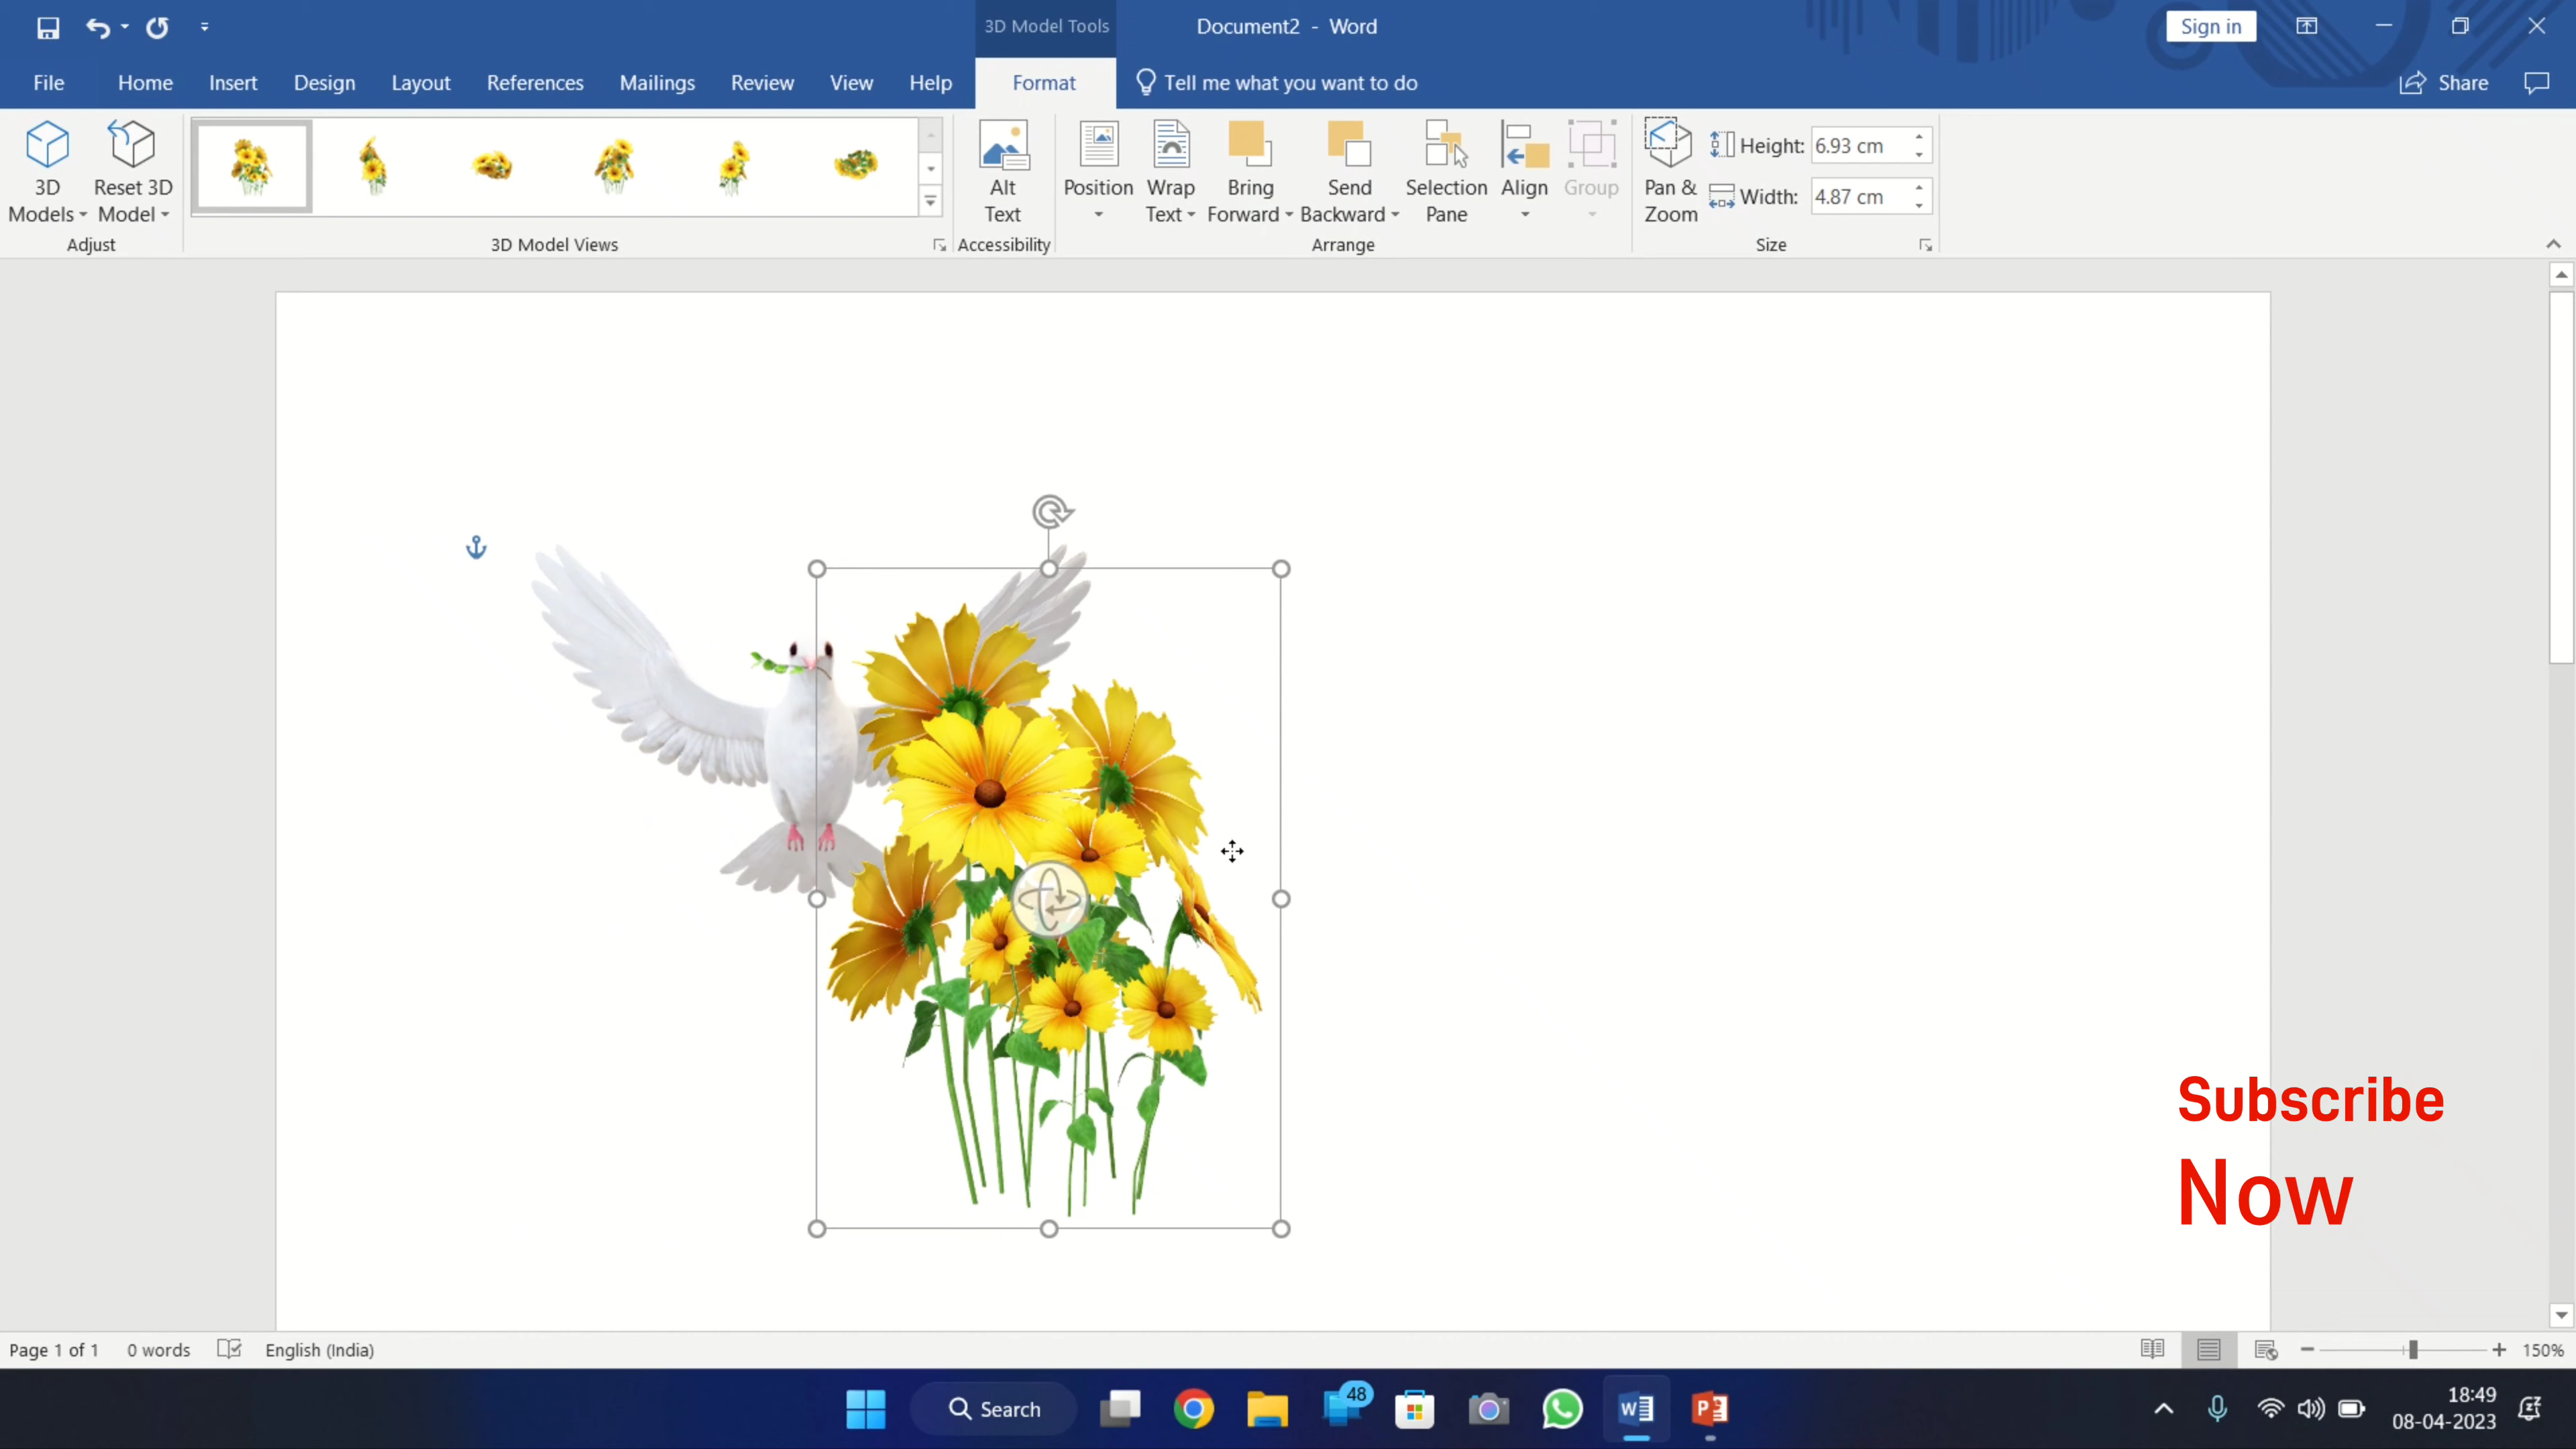 3D Model Tools
Document2 - Word
Sign in
File Home Insert Design Layout References Mailings Review View Help Format Tell me what you want to do Share
3D Models
Reset 3D Model
Adjust
3D Model Views
Alt Text
Accessibility
Position
Wrap Text
Bring Forward
Send Backward
Selection Pane
Align
Group
Arrange
Pan & Zoom
Height: 6.93 cm
Width: 4.87 cm
Size
Subscribe
Now
Page 1 of 1 0 words English (India) 150%
Search
48
18:49
08-04-2023